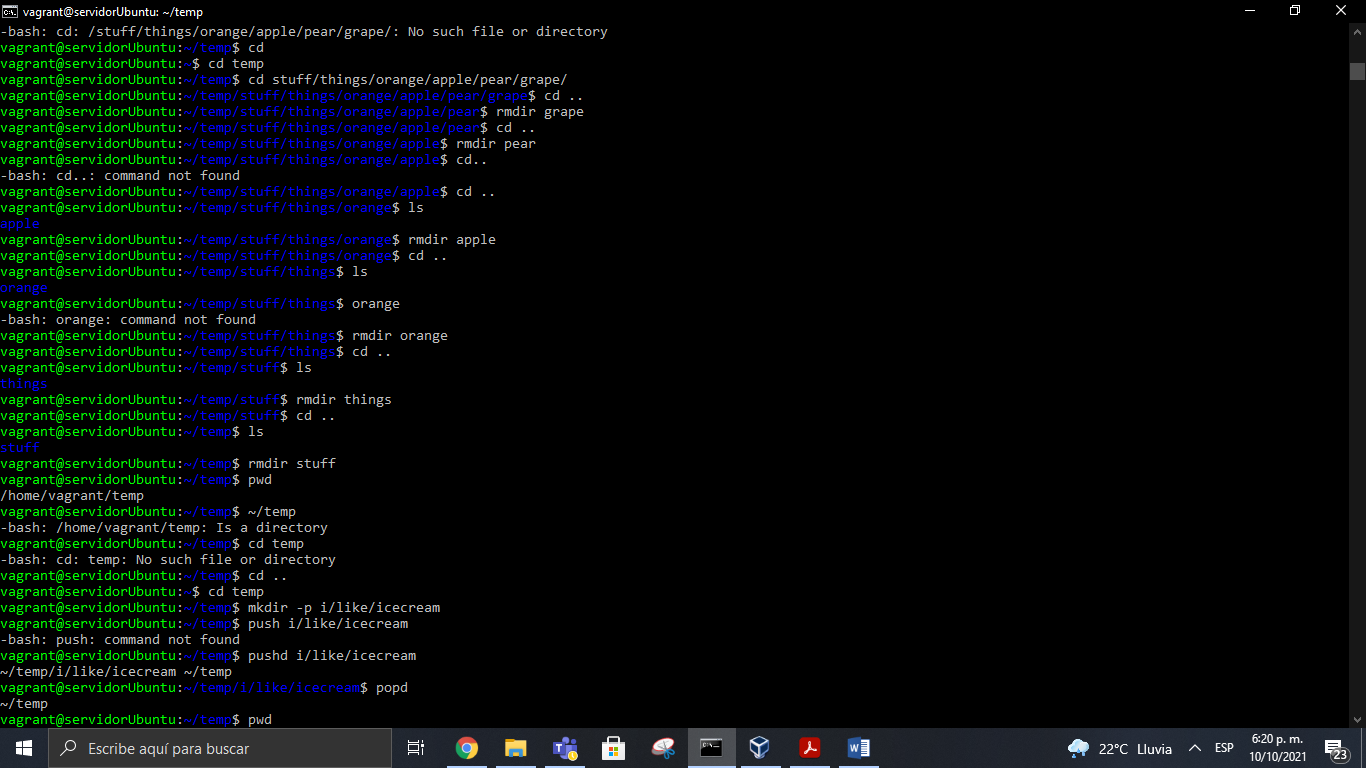 vagrant@servidorUbuntu: ~/temp
-bash: cd: /stuff/things/orange/apple/pear/grape/: No such file or directory
vagrant@servidorUbuntu:~/temp$ cd
vagrant@servidorUbuntu:~$ cd temp
vagrant@servidorUbuntu:~/temp$ cd stuff/things/orange/apple/pear/grape/
vagrant@servidorUbuntu:~/temp/stuff/things/orange/apple/pear/grape$ cd ..
vagrant@servidorUbuntu:~/temp/stuff/things/orange/apple/pear$ rmdir grape
vagrant@servidorUbuntu:~/temp/stuff/things/orange/apple/pear$ cd ..
vagrant@servidorUbuntu:~/temp/stuff/things/orange/apple$ rmdir pear
vagrant@servidorUbuntu:~/temp/stuff/things/orange/apple$ cd..
-bash: cd..: command not found
vagrant@servidorUbuntu:~/temp/stuff/things/orange/apple$ cd ..
vagrant@servidorUbuntu:~/temp/stuff/things/orange$ ls
apple
vagrant@servidorUbuntu:~/temp/stuff/things/orange$ rmdir apple
vagrant@servidorUbuntu:~/temp/stuff/things/orange$ cd ..
vagrant@servidorUbuntu:~/temp/stuff/things$ ls
orange
vagrant@servidorUbuntu:~/temp/stuff/things$ orange
-bash: orange: command not found
vagrant@servidorUbuntu:~/temp/stuff/things$ rmdir orange
vagrant@servidorUbuntu:~/temp/stuff/things$ cd ..
vagrant@servidorUbuntu:~/temp/stuff$ ls
things
vagrant@servidorUbuntu:~/temp/stuff$ rmdir things
vagrant@servidorUbuntu:~/temp/stuff$ cd ..
vagrant@servidorUbuntu:~/temp$ ls
stuff
vagrant@servidorUbuntu:~/temp$ rmdir stuff
vagrant@servidorUbuntu:~/temp$ pwd
/home/vagrant/temp
vagrant@servidorUbuntu:~/temp$ ~/temp
-bash: /home/vagrant/temp: Is a directory
vagrant@servidorUbuntu:~/temp$ cd temp
-bash: cd: temp: No such file or directory
vagrant@servidorUbuntu:~/temp$ cd ..
vagrant@servidorUbuntu:~$ cd temp
vagrant@servidorUbuntu:~/temp$ mkdir -p i/like/icecream
vagrant@servidorUbuntu:~/temp$ push i/like/icecream
-bash: push: command not found
vagrant@servidorUbuntu:~/temp$ pushd i/like/icecream
~/temp/i/like/icecream ~/temp
vagrant@servidorUbuntu:~/temp/i/like/icecream$ popd
~/temp
vagrant@servidorUbuntu:~/temp$ pwd
Escribe aquí para buscar
22°C Lluvia
ESP
6:20 p. m.
10/10/2021
23